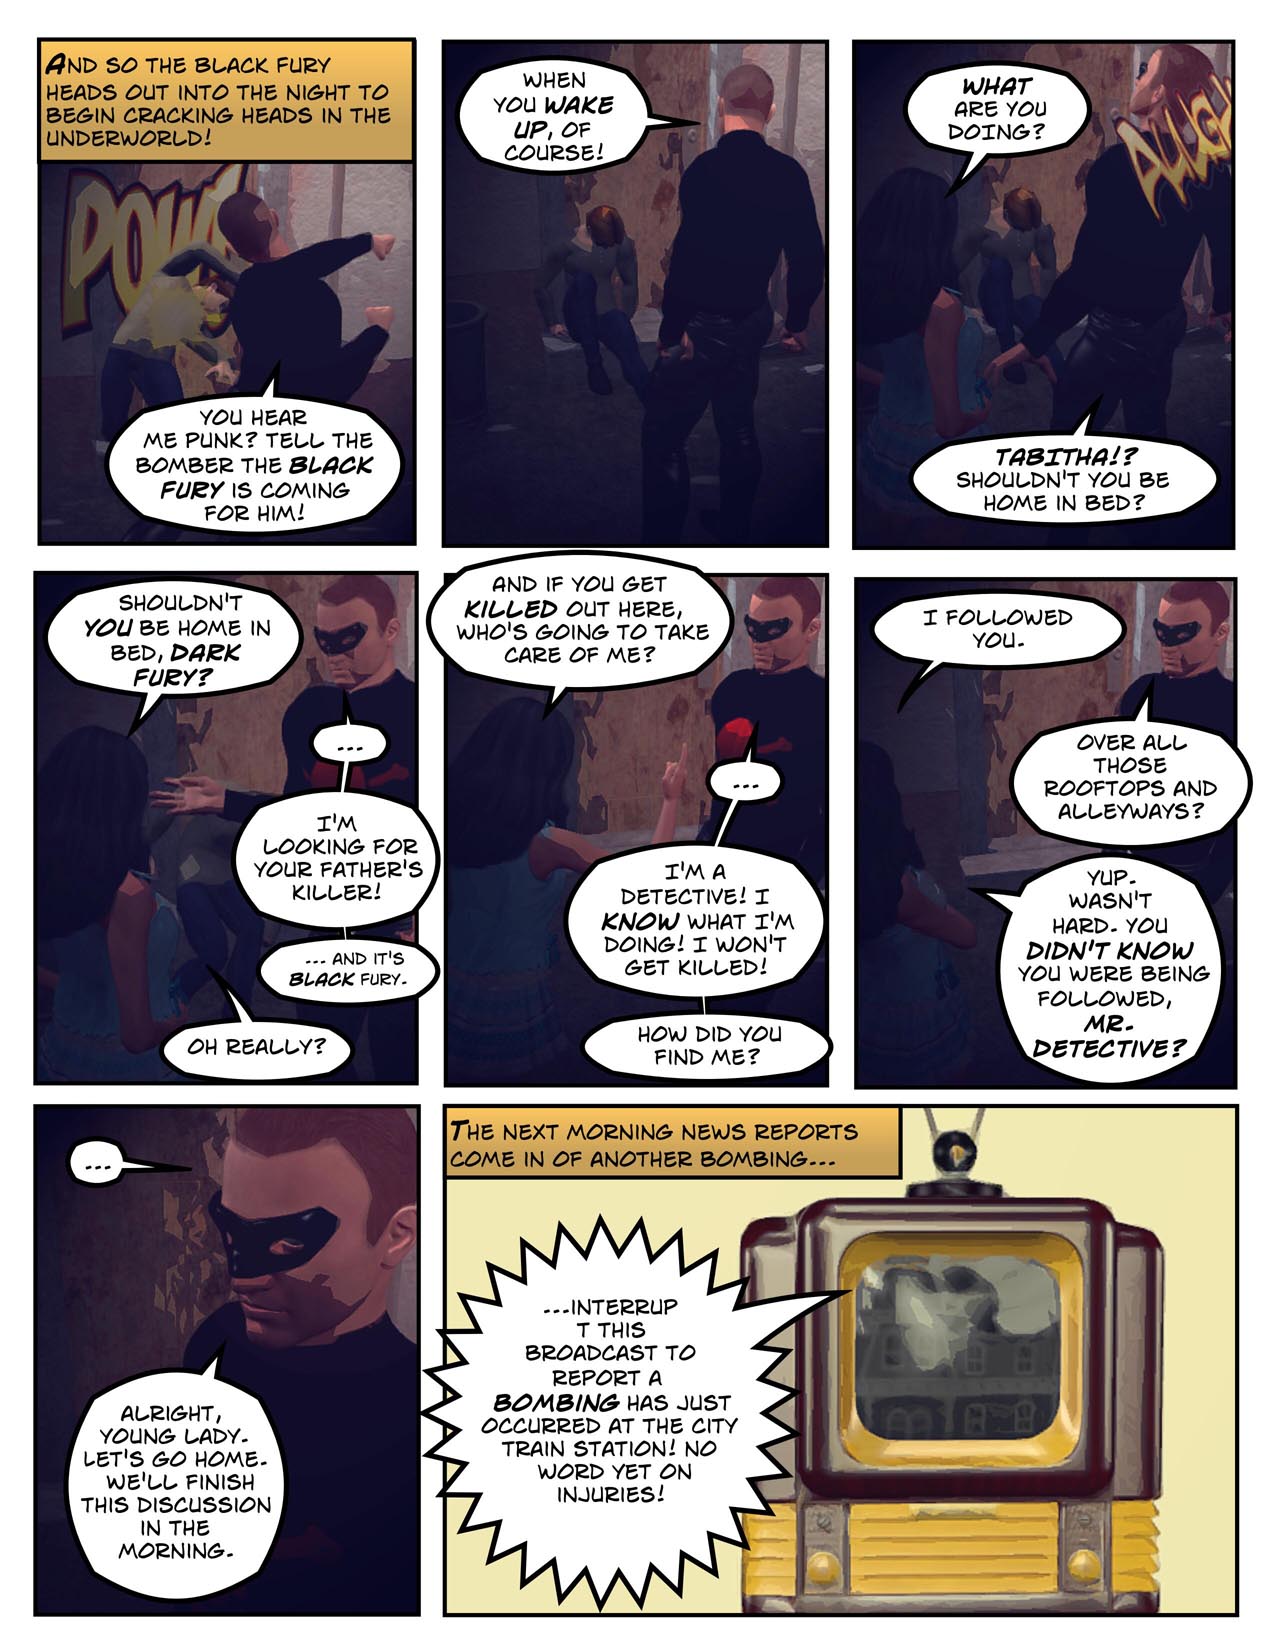 AND SO THE BLACK FURY
HEADS OUT INTO THE NIGHT TO
BEGIN CRACKING HEADS IN THE
UNDERWORLD!
POW!
YOU HEAR
ME PUNK? TELL THE
BOMBER THE BLACK
FURY IS COMING
FOR HIM!
WHEN
YOU WAKE
UP, OF
COURSE!
WHAT
ARE YOU
DOING?
AUUGH
TABITHA!?
SHOULDN'T YOU BE
HOME IN BED?
SHOULDN'T
YOU BE HOME IN
BED, DARK
FURY?
...
I'M
LOOKING FOR
YOUR FATHER'S
KILLER!
... AND IT'S
BLACK FURY.
OH REALLY?
AND IF YOU GET
KILLED OUT HERE,
WHO'S GOING TO TAKE
CARE OF ME?
...
I'M A
DETECTIVE! I
KNOW WHAT I'M
DOING! I WON'T
GET KILLED!
HOW DID YOU
FIND ME?
I FOLLOWED
YOU.
OVER ALL
THOSE
ROOFTOPS AND
ALLEYWAYS?
YUP.
WASN'T
HARD. YOU
DIDN'T KNOW
YOU WERE BEING
FOLLOWED,
MR.
DETECTIVE?
...
ALRIGHT,
YOUNG LADY.
LET'S GO HOME.
WE'LL FINISH
THIS DISCUSSION
IN THE
MORNING.
THE NEXT MORNING NEWS REPORTS
COME IN OF ANOTHER BOMBING...
...INTERRUP
T THIS
BROADCAST TO
REPORT A
BOMBING HAS JUST
OCCURRED AT THE CITY
TRAIN STATION! NO
WORD YET ON
INJURIES!